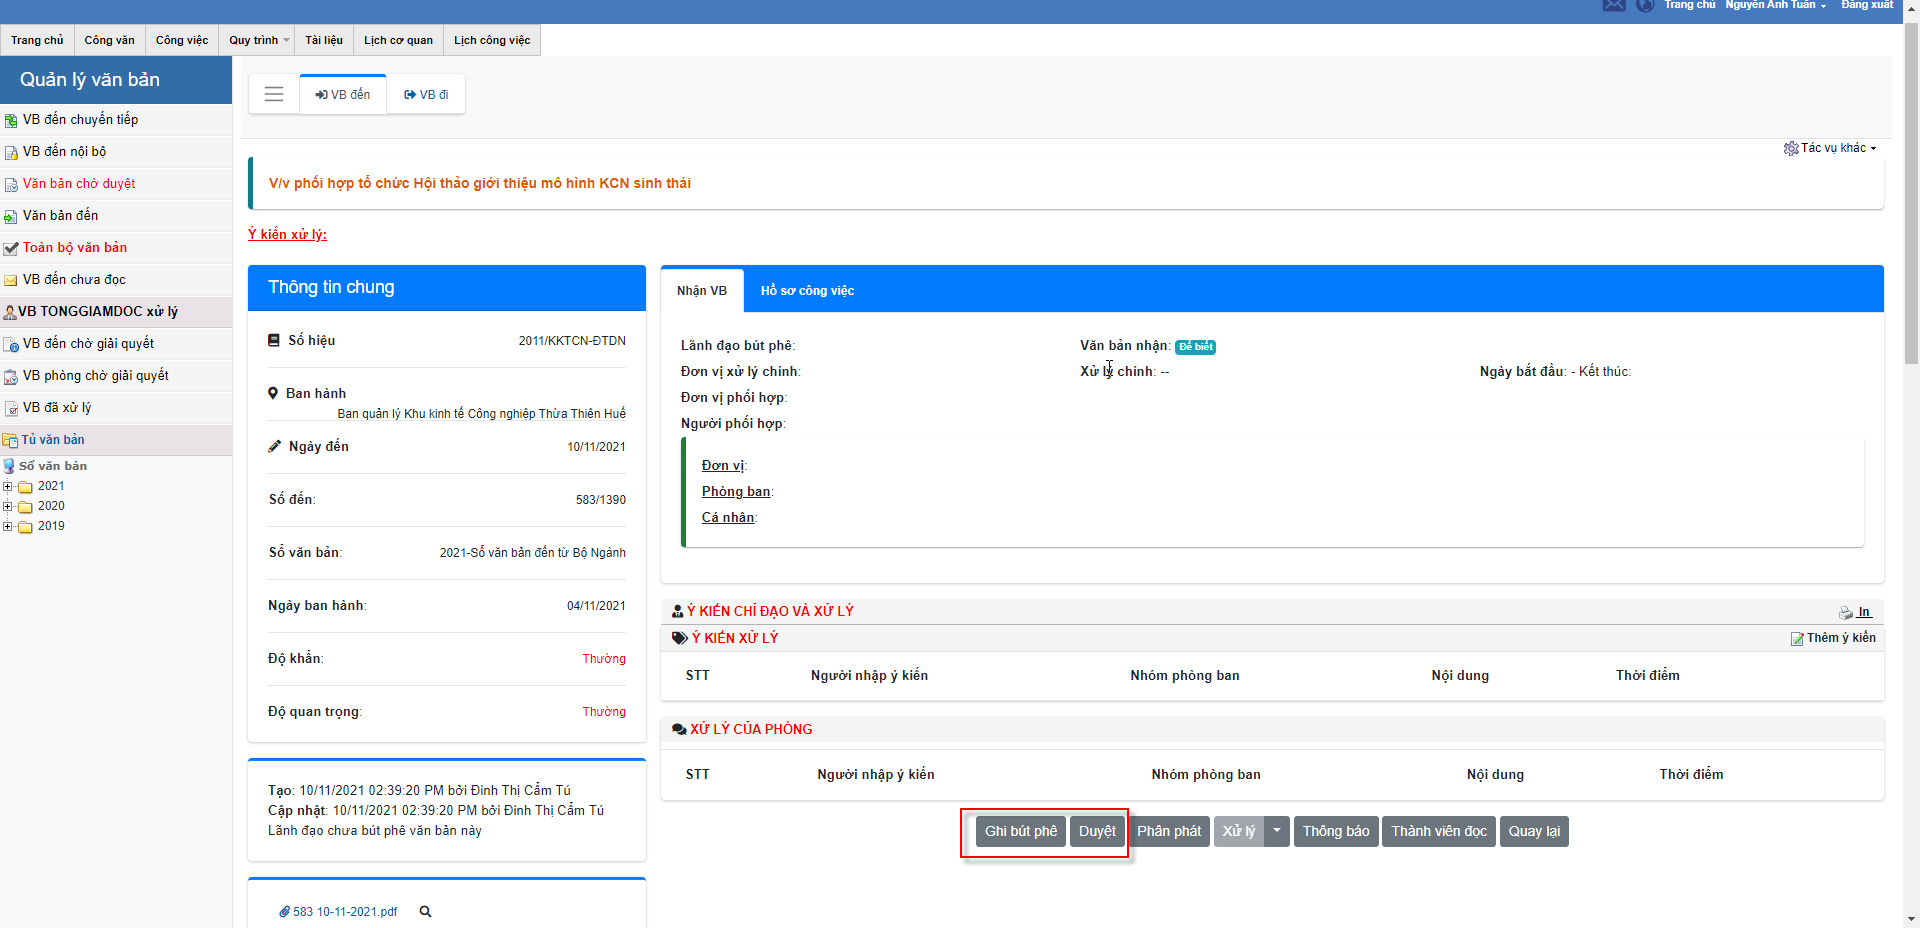 Trang chủ Nguyễn Anh Tuấn Đăng xuất
Trang chủ Công văn Công việc Quy trình Tài liệu Lịch cơ quan Lịch công việc
Quản lý văn bản
VB đến chuyển tiếp
VB đến nội bộ
Văn bản chờ duyệt
Văn bản đến
Toàn bộ văn bản
VB đến chưa đọc
VB TONGGIAMDOC xử lý
VB đến chờ giải quyết
VB phòng chờ giải quyết
VB đã xử lý
Tủ văn bản
Sổ văn bản
2021
2020
2019
VB đến VB đi
Tác vụ khác
V/v phối hợp tổ chức Hội thảo giới thiệu mô hình KCN sinh thái
Ý kiến xử lý:
Thông tin chung
Số hiệu 2011/KKTCN-ĐTDN
Ban hành
Ban quản lý Khu kinh tế Công nghiệp Thừa Thiên Huế
Ngày đến 10/11/2021
Số đến: 583/1390
Sổ văn bản: 2021-Sổ văn bản đến từ Bộ Ngành
Ngày ban hành: 04/11/2021
Độ khẩn: Thường
Độ quan trọng: Thường
Tạo: 10/11/2021 02:39:20 PM bởi Đinh Thị Cẩm Tú
Cập nhật: 10/11/2021 02:39:20 PM bởi Đinh Thị Cẩm Tú
Lãnh đạo chưa bút phê văn bản này
583 10-11-2021.pdf
Nhận VB Hồ sơ công việc
Lãnh đạo bút phê: Văn bản nhận: Để biết
Đơn vị xử lý chính: Xử lý chính: -- Ngày bắt đầu: - Kết thúc:
Đơn vị phối hợp:
Người phối hợp:
Đơn vị:
Phòng ban:
Cá nhân:
Ý KIẾN CHỈ ĐẠO VÀ XỬ LÝ In
Ý KIẾN XỬ LÝ Thêm ý kiến
STT Người nhập ý kiến Nhóm phòng ban Nội dung Thời điểm
XỬ LÝ CỦA PHÒNG
STT Người nhập ý kiến Nhóm phòng ban Nội dung Thời điểm
Ghi bút phê Duyệt Phân phát Xử lý Thông báo Thành viên đọc Quay lại